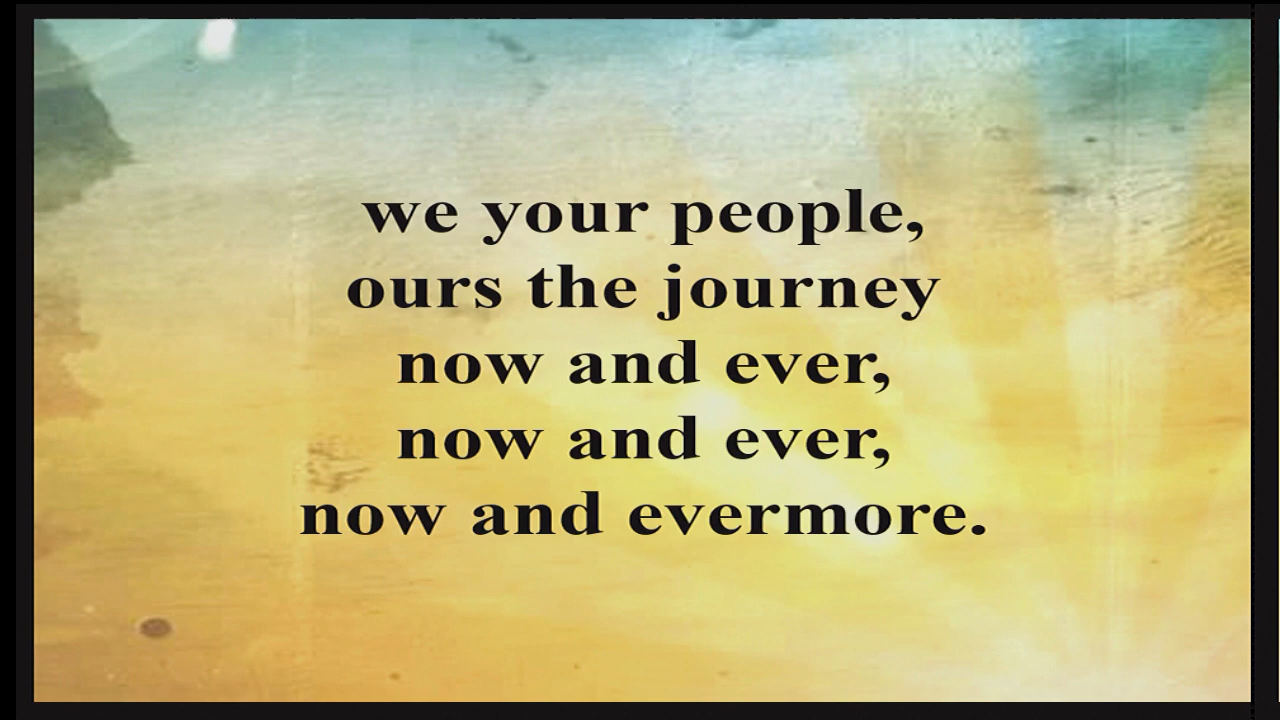 we your people,
ours the journey
now and ever,
now and ever,
now and evermore.